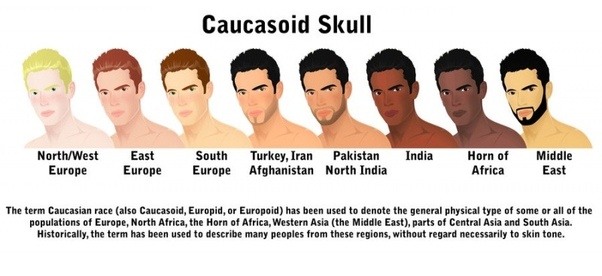 Caucasoid Skull
North/West Europe
East Europe
South Europe
Turkey, Iran Afghanistan
Pakistan North India
India
Horn of Africa
Middle East
The term Caucasian race (also Caucasoid, Europid, or Europoid) has been used to denote the general physical type of some or all of the
populations of Europe, North Africa, the Horn of Africa, Western Asia (the Middle East), parts of Central Asia and South Asia.
Historically, the term has been used to describe many peoples from these regions, without regard necessarily to skin tone.